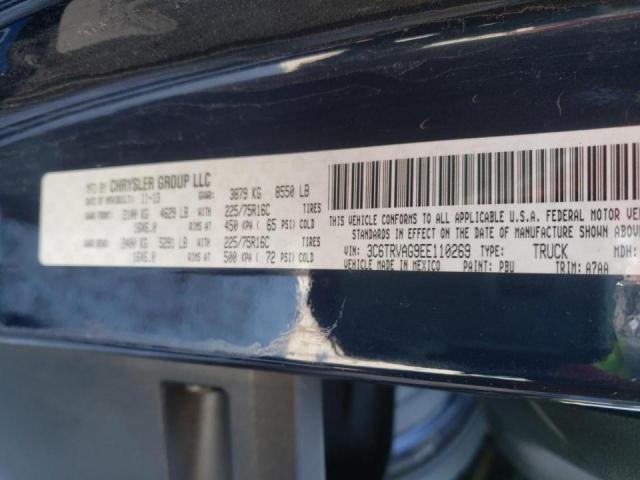 MFD BY CHRYSLER GROUP LLC
DATE OF MFR 11-13 GVWR: 3879 KG 8550 LB
GAWR FRONT: 2100 KG 4629 LB WITH 225/75R16C TIRES
16X6.0 RIMS AT 450 KPA ( 65 PSI) COLD
GAWR REAR: 2400 KG 5291 LB WITH 225/75R16C TIRES
16X6.0 RIMS AT 500 KPA ( 72 PSI) COLD
THIS VEHICLE CONFORMS TO ALL APPLICABLE U.S.A. FEDERAL MOTOR VEH
STANDARDS IN EFFECT ON THE DATE OF MANUFACTURE SHOWN ABOVE
VIN: 3C6TRVAG9EE110269 TYPE: TRUCK MDH:
VEHICLE MADE IN MEXICO PAINT: PBU TRIM: A7AA